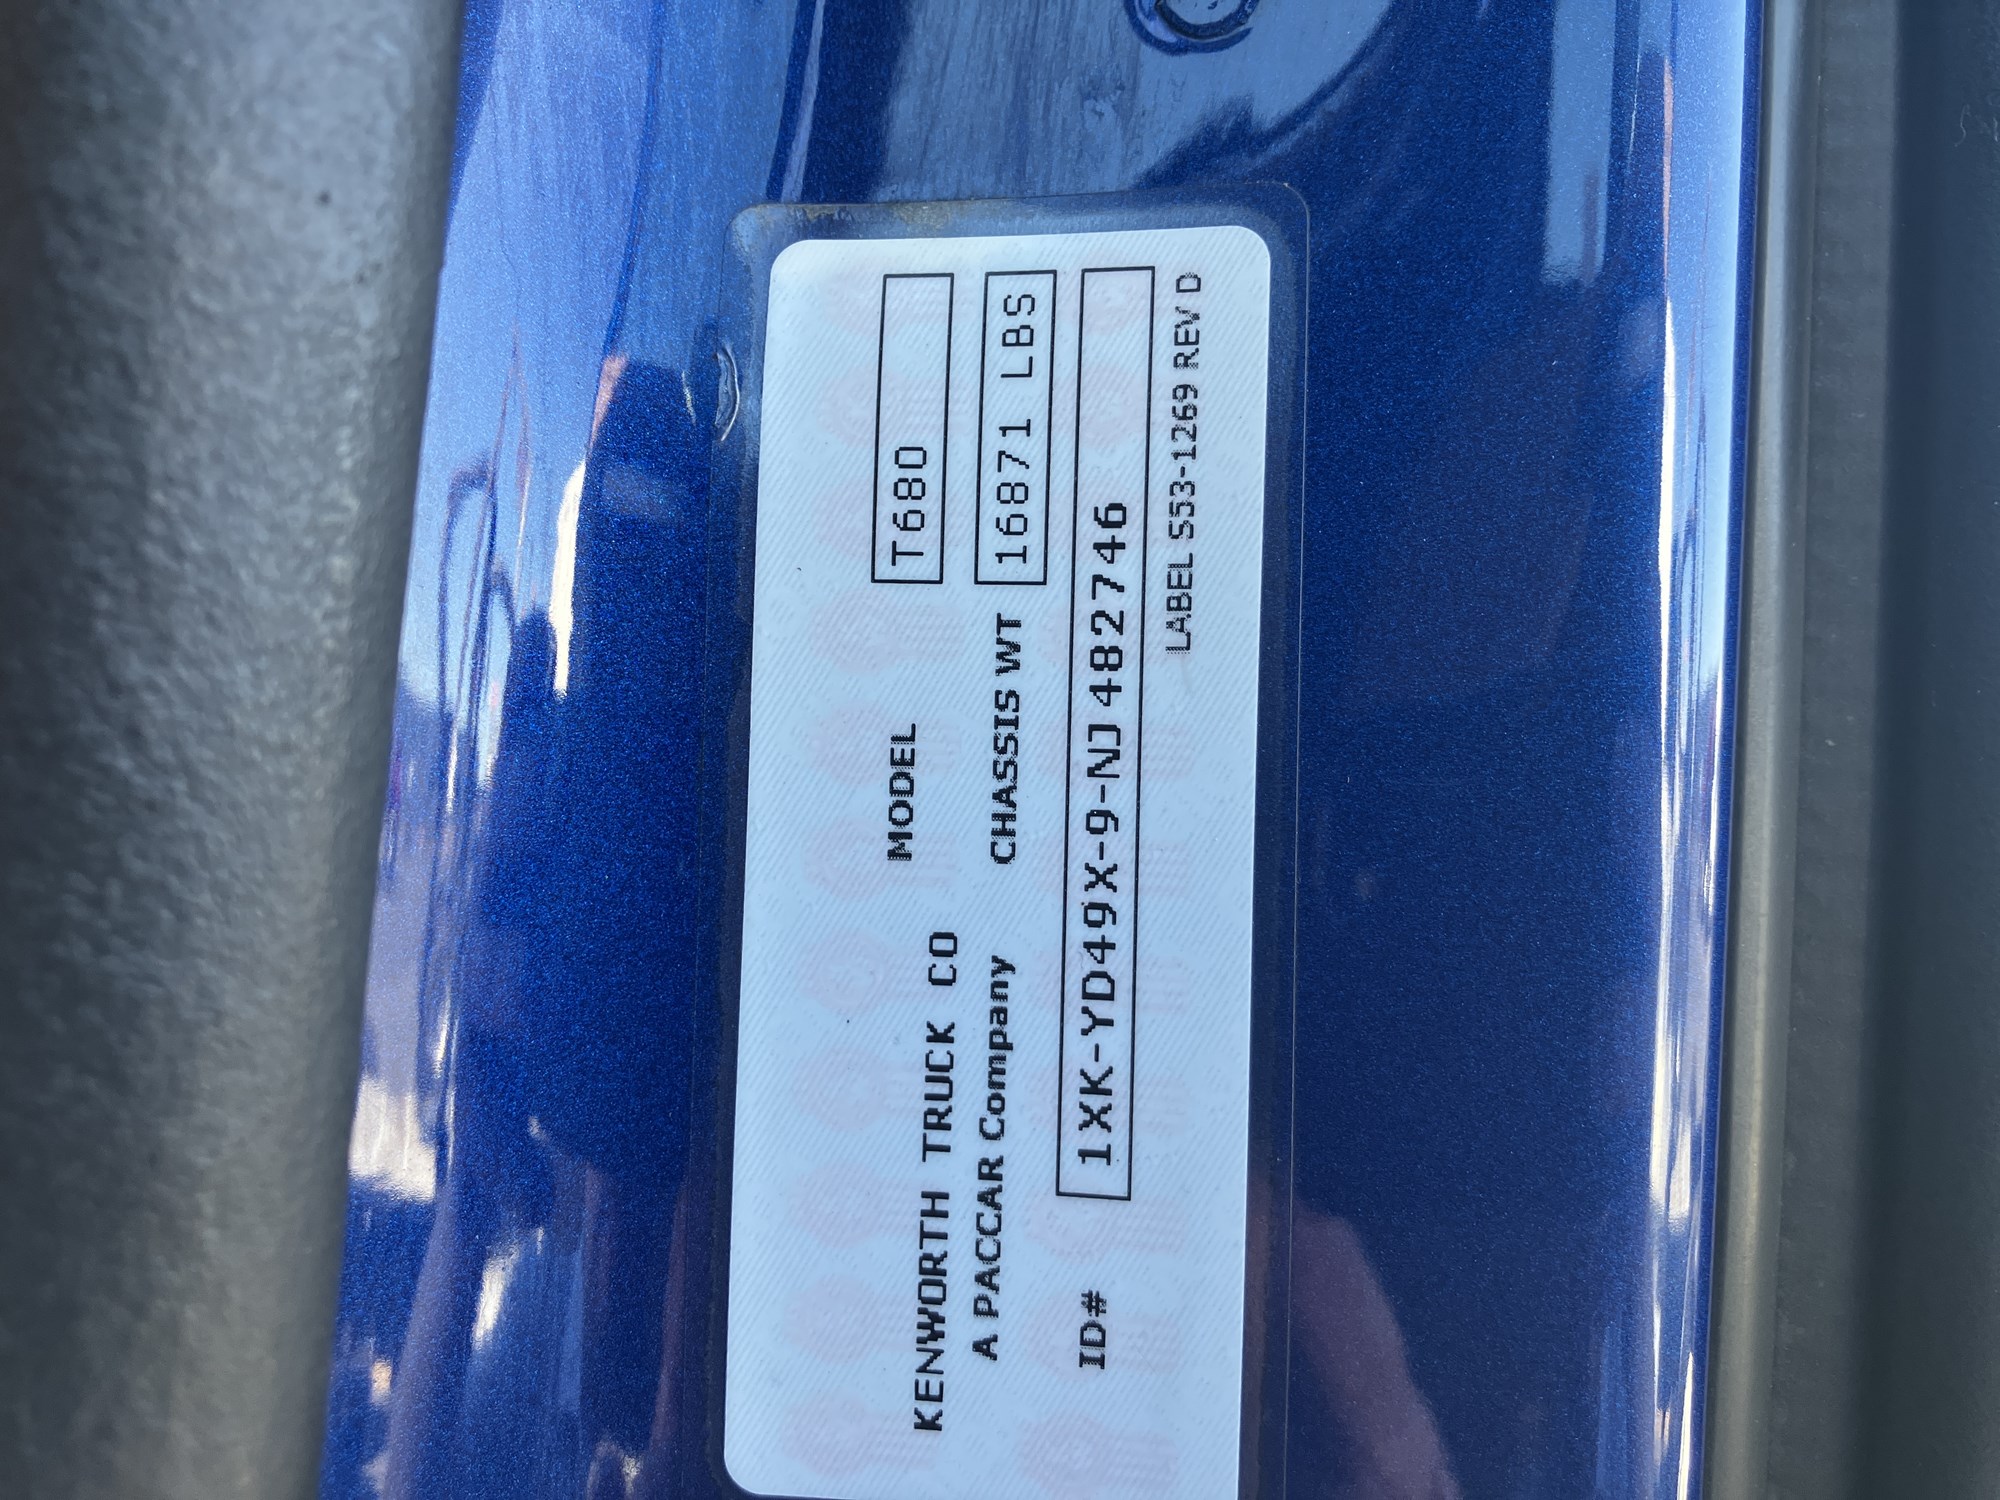 KENWORTH TRUCK CO
A PACCAR Company
MODEL T680
CHASSIS WT 16871 LBS
ID# 1XK-YD49X-9-NJ482746
LABEL S53-1269 REV D